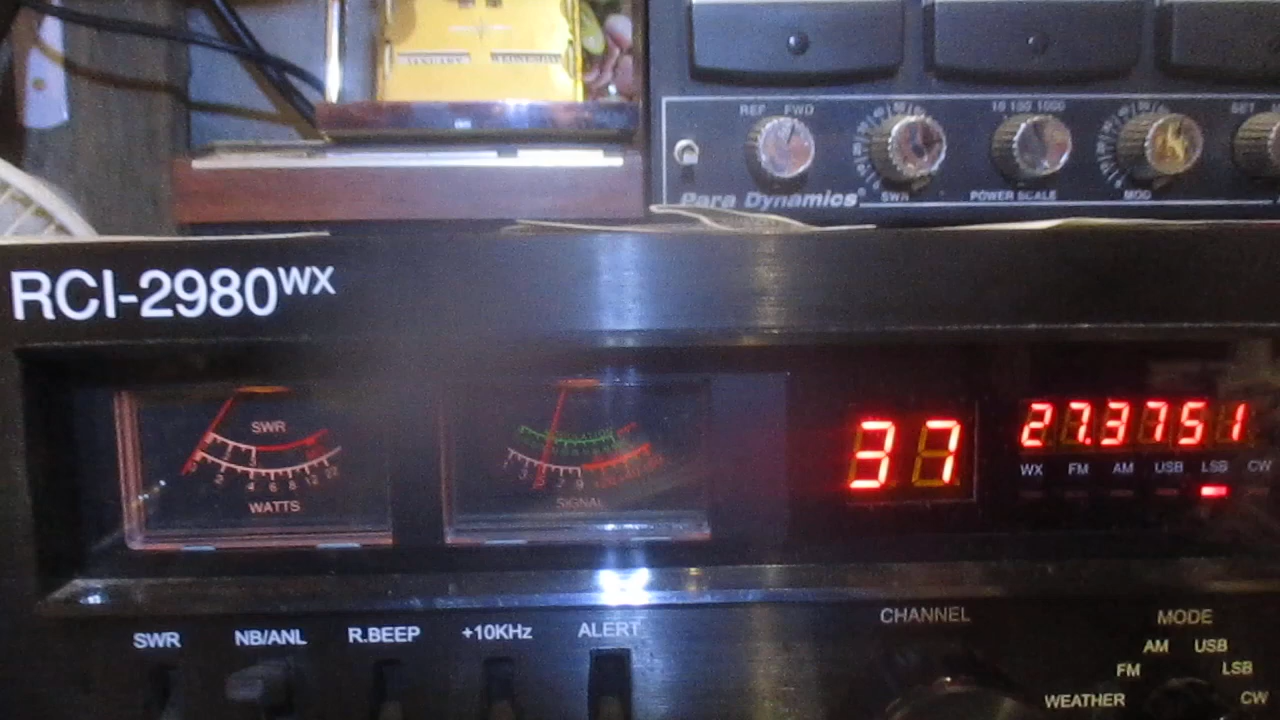 JANUARY
REF FWD
10 100 1000
SET
Para Dynamics®
SWR
POWER SCALE
MOD
RCI-2980WX
SWR
WATTS
SIGNAL
37
27.3751
WX FM AM USB LSB CW
SWR
NB/ANL
R.BEEP
+10KHz
ALERT
CHANNEL
MODE
AM USB
FM LSB
WEATHER CW